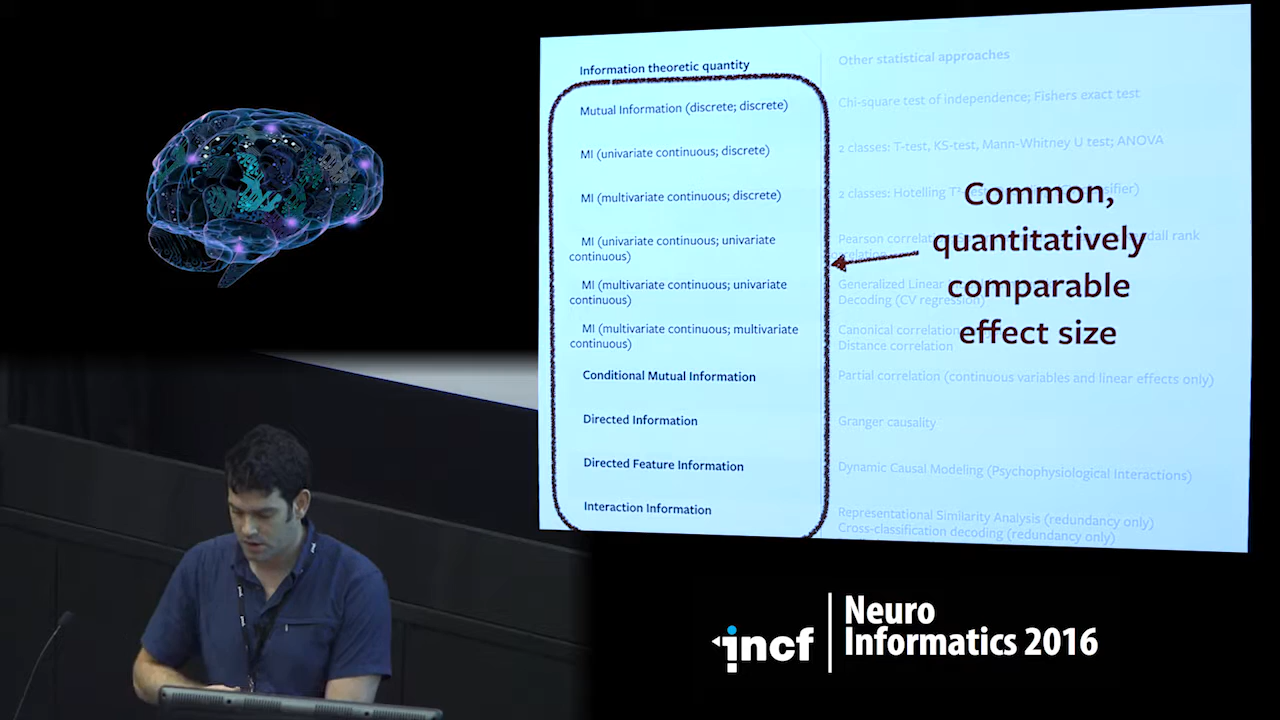 Information theoretic quantity
Other statistical approaches
Mutual Information (discrete; discrete)
Chi-square test of independence; Fishers exact test
MI (univariate continuous; discrete)
2 classes: T-test, KS-test, Mann-Whitney U test; ANOVA
MI (multivariate continuous; discrete)
2 classes: Hotelling T²
MI (univariate continuous; univariate
continuous)
Pearson correlation
rank
MI (multivariate continuous; univariate
continuous)
Generalized Linear
Decoding (CV regression)
MI (multivariate continuous; multivariate
continuous)
Canonical correlation
Distance correlation
Conditional Mutual Information
Partial correlation (continuous variables and linear effects only)
Directed Information
Granger causality
Directed Feature Information
Dynamic Causal Modeling (Psychophysiological Interactions)
Interaction Information
Representational Similarity Analysis (redundancy only)
Cross-classification decoding (redundancy only)
Common,
quantitatively
comparable
effect size
incf
Neuro
Informatics 2016